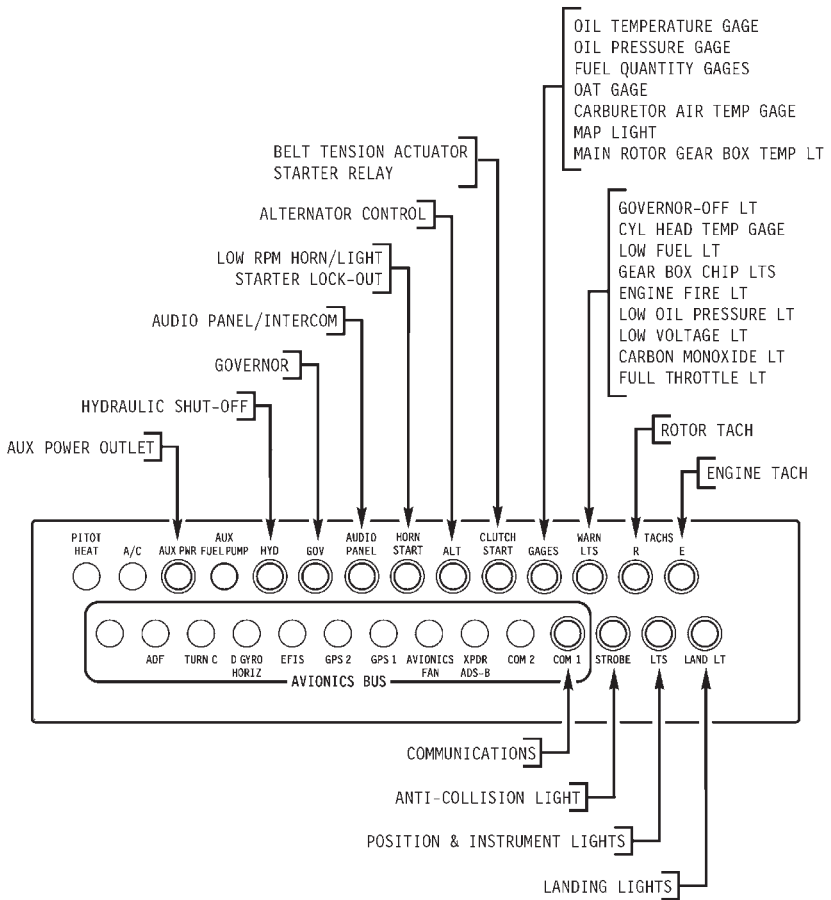 OIL TEMPERATURE GAGE
OIL PRESSURE GAGE
FUEL QUANTITY GAGES
OAT GAGE
CARBURETOR AIR TEMP GAGE
MAP LIGHT
MAIN ROTOR GEAR BOX TEMP LT
BELT TENSION ACTUATOR
STARTER RELAY
ALTERNATOR CONTROL
LOW RPM HORN/LIGHT
STARTER LOCK-OUT
AUDIO PANEL/INTERCOM
GOVERNOR
HYDRAULIC SHUT-OFF
AUX POWER OUTLET
GOVERNOR-OFF LT
CYL HEAD TEMP GAGE
LOW FUEL LT
GEAR BOX CHIP LTS
ENGINE FIRE LT
LOW OIL PRESSURE LT
LOW VOLTAGE LT
CARBON MONOXIDE LT
FULL THROTTLE LT
ROTOR TACH
ENGINE TACH
PITOT
HEAT
A/C
AUX PWR
AUX
FUEL PUMP
HYD
GOV
AUDIO
PANEL
HORN
START
ALT
CLUTCH
START
GAGES
WARN
LTS
TACHS
R
E
ADF
TURN C
D GYRO
HORIZ
EFIS
GPS 2
GPS 1
AVIONICS
FAN
XPDR
ADS-B
COM 2
COM 1
STROBE
LTS
LAND LT
AVIONICS BUS
COMMUNICATIONS
ANTI-COLLISION LIGHT
POSITION & INSTRUMENT LIGHTS
LANDING LIGHTS